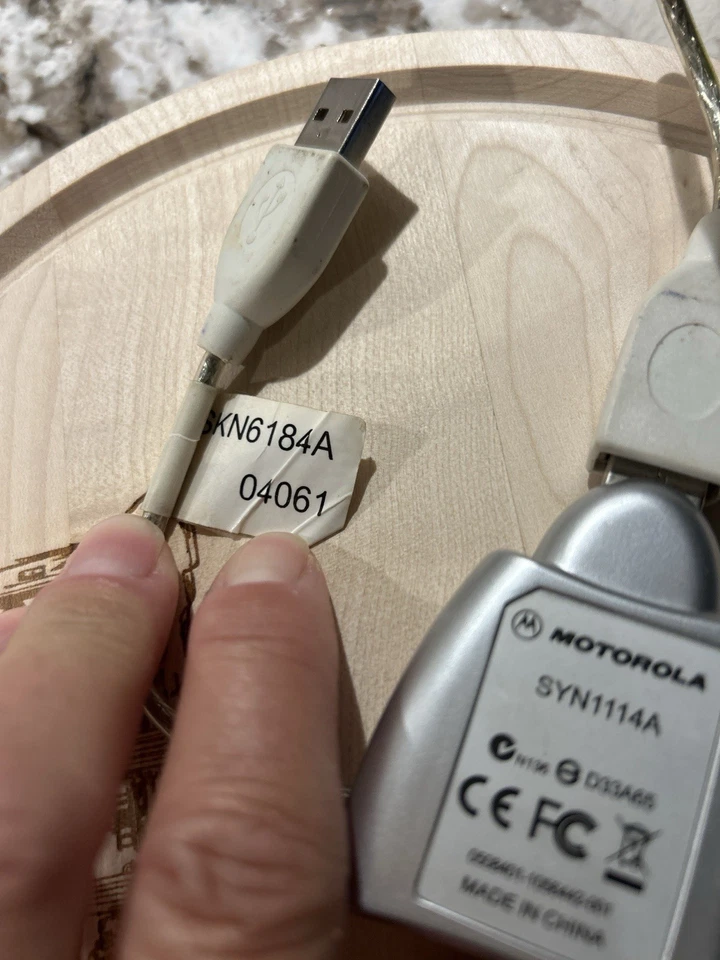 SKN6184A
04061
MOTOROLA
SYN1114A
N136 D33A65
CE FC
MADE IN CHINA